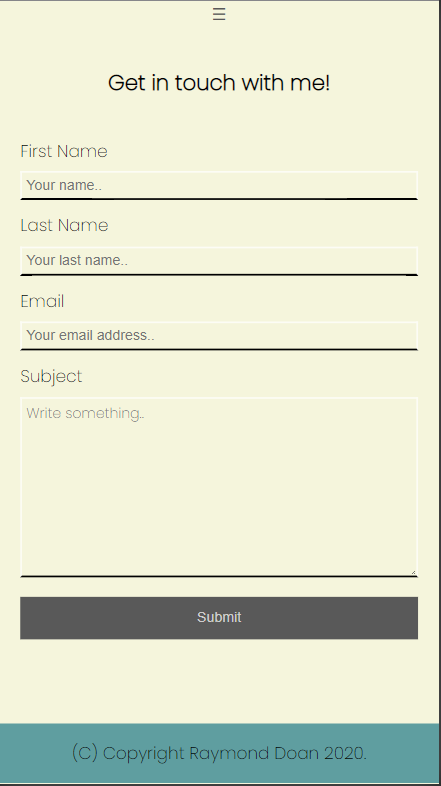 Get in touch with me!
First Name
Your name..
Last Name
Your last name..
Email
Your email address..
Subject
Write something..
Submit
(C) Copyright Raymond Doan 2020.